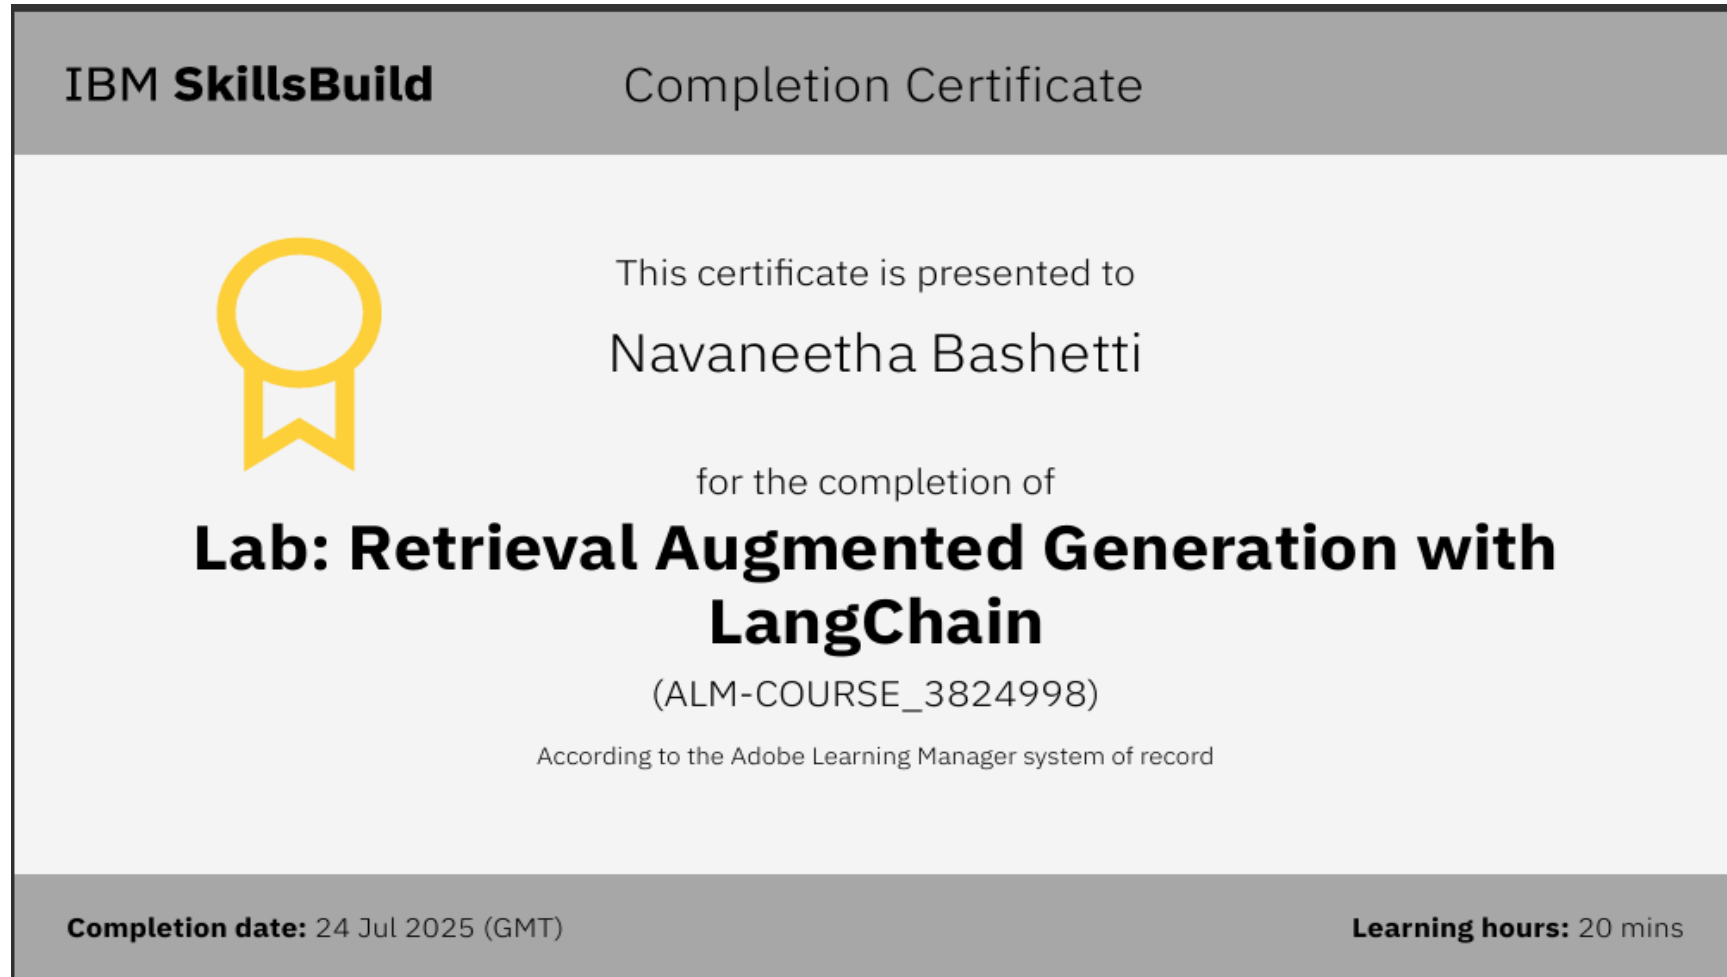 IBM SkillsBuild
Completion Certificate
This certificate is presented to
Navaneetha Bashetti
for the completion of
Lab: Retrieval Augmented Generation with
LangChain
(ALM-COURSE_3824998)
According to the Adobe Learning Manager system of record
Completion date: 24 Jul 2025 (GMT)
Learning hours: 20 mins